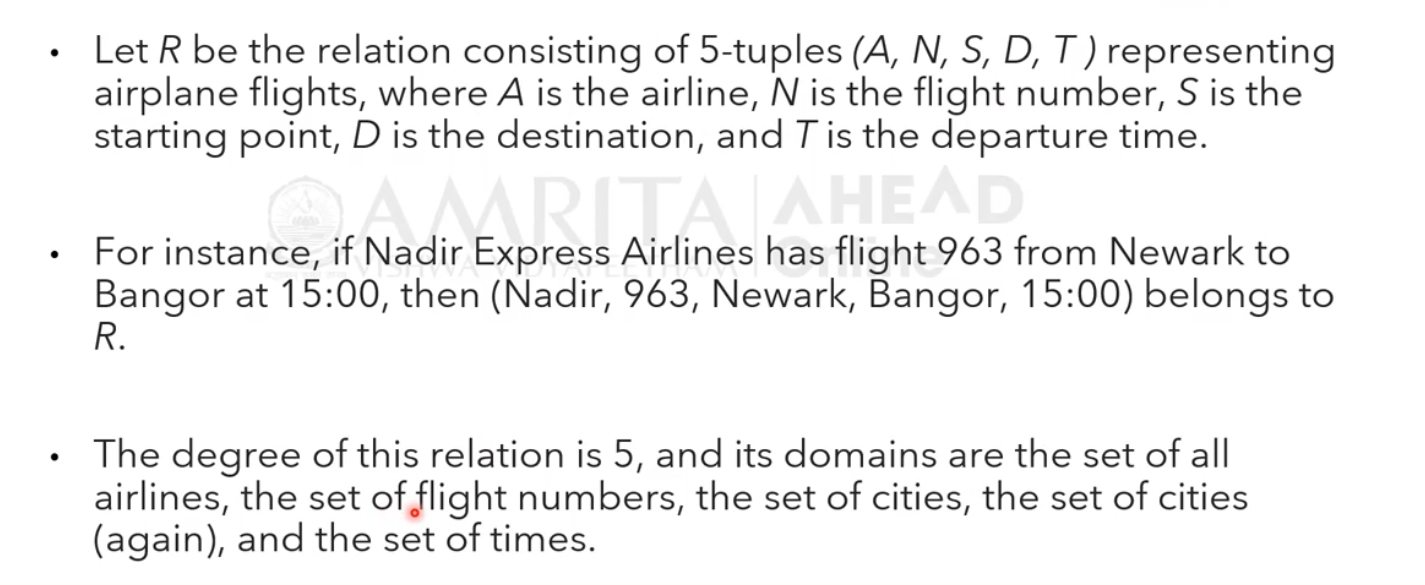 • Let R be the relation consisting of 5-tuples (A, N, S, D, T ) representing
airplane flights, where A is the airline, N is the flight number, S is the
starting point, D is the destination, and T is the departure time.
AMRITA AHEAD
Online
VISHWA VIDYAPEETHAM
• For instance, if Nadir Express Airlines has flight 963 from Newark to
Bangor at 15:00, then (Nadir, 963, Newark, Bangor, 15:00) belongs to
R.
• The degree of this relation is 5, and its domains are the set of all
airlines, the set of flight numbers, the set of cities, the set of cities
(again), and the set of times.